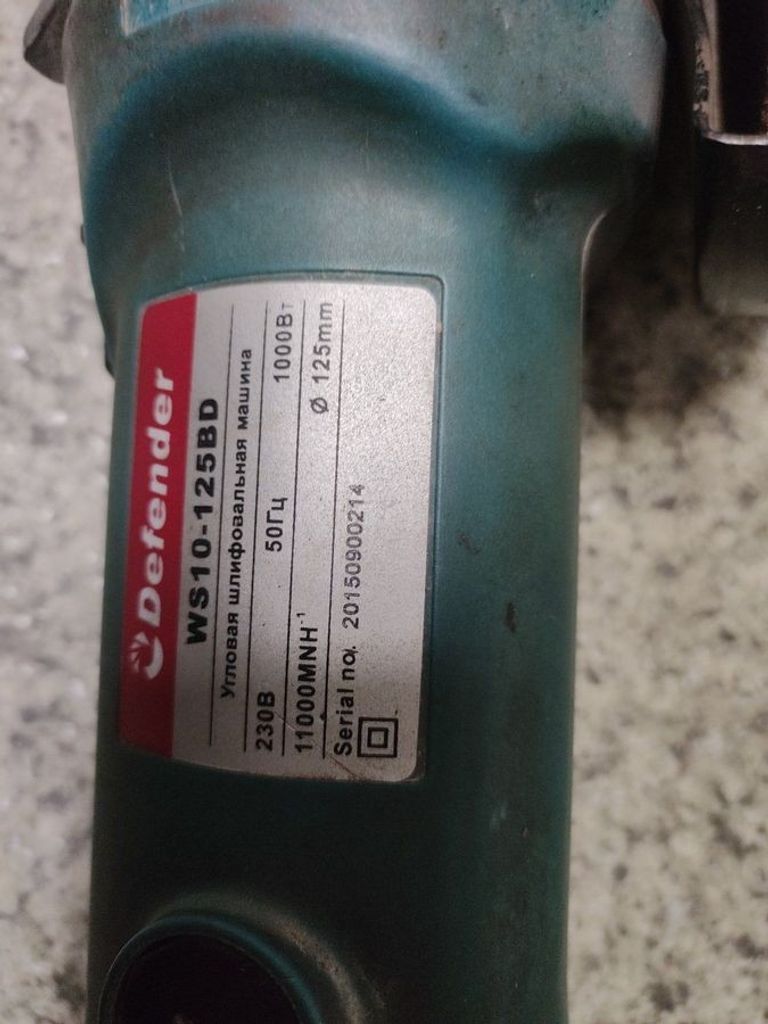 Defender
WS10-125BD
Угловая шлифовальная машина
230В 50Гц 1000Вт
11000MNH⁻¹ Ø 125mm
Serial no.: 20150900214